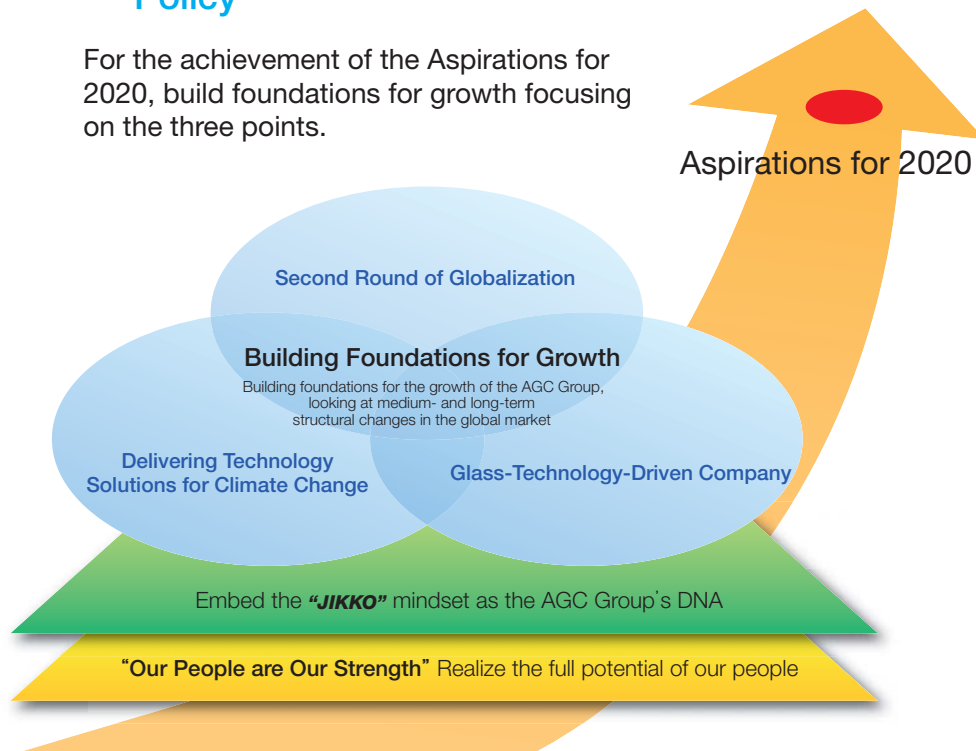 Policy
For the achievement of the Aspirations for
2020, build foundations for growth focusing
on the three points.
Aspirations for 2020
Second Round of Globalization
Building Foundations for Growth
Building foundations for the growth of the AGC Group,
looking at medium- and long-term
structural changes in the global market
Delivering Technology
Solutions for Climate Change
Glass-Technology-Driven Company
Embed the “JIKKO” mindset as the AGC Group’s DNA
“Our People are Our Strength” Realize the full potential of our people